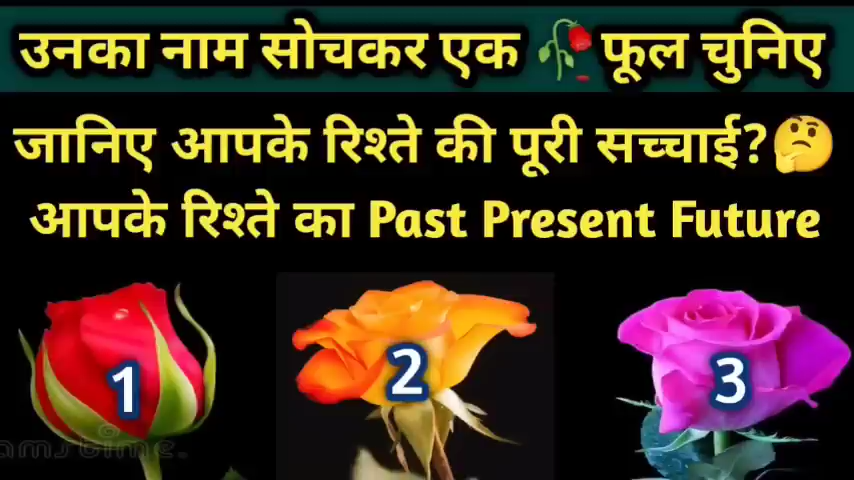 उनका नाम सोचकर एक 🥀 फूल चुनिए
जानिए आपके रिश्ते की पूरी सच्चाई?🤔
आपके रिश्ते का Past Present Future
1
2
3